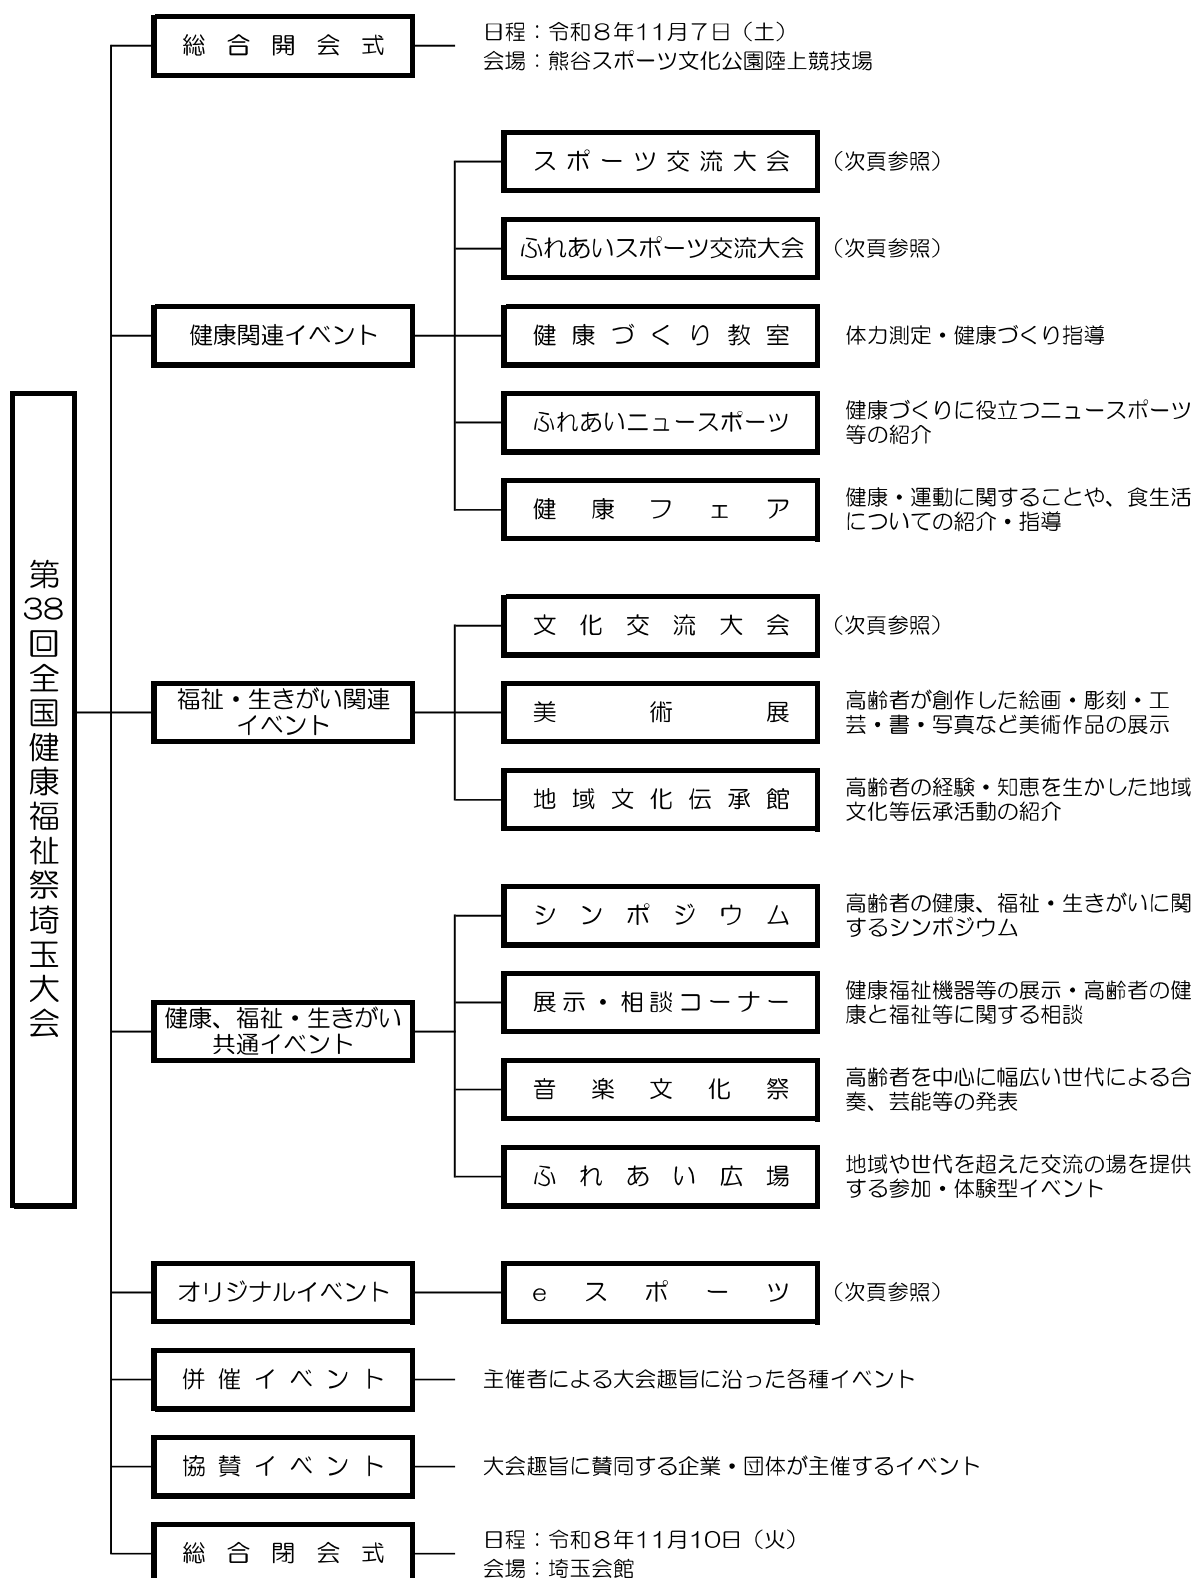 第38回全国健康福祉祭埼玉大会
総合開会式
日程：令和８年11月７日（土）
会場：熊谷スポーツ文化公園陸上競技場
健康関連イベント
スポーツ交流大会
（次頁参照）
ふれあいスポーツ交流大会
（次頁参照）
健康づくり教室
体力測定・健康づくり指導
ふれあいニュースポーツ
健康づくりに役立つニュースポーツ
等の紹介
健康フェア
健康・運動に関することや、食生活
についての紹介・指導
福祉・生きがい関連
イベント
文化交流大会
（次頁参照）
美術展
高齢者が創作した絵画・彫刻・工
芸・書・写真など美術作品の展示
地域文化伝承館
高齢者の経験・知恵を生かした地域
文化等伝承活動の紹介
健康、福祉・生きがい
共通イベント
シンポジウム
高齢者の健康、福祉・生きがいに関
するシンポジウム
展示・相談コーナー
健康福祉機器等の展示・高齢者の健
康と福祉等に関する相談
音楽文化祭
高齢者を中心に幅広い世代による合
奏、芸能等の発表
ふれあい広場
地域や世代を超えた交流の場を提供
する参加・体験型イベント
オリジナルイベント
eスポーツ
（次頁参照）
併催イベント
主催者による大会趣旨に沿った各種イベント
協賛イベント
大会趣旨に賛同する企業・団体が主催するイベント
総合閉会式
日程：令和８年11月10日（火）
会場：埼玉会館